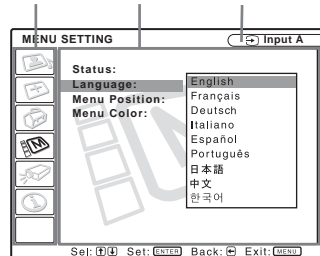 MENU SETTING
Input A
Status:
Language:
Menu Position:
Menu Color:
English
Français
Deutsch
Italiano
Español
Português
日本語
中文
한국어
Sel: Set: ENTER Back: Exit: MENU